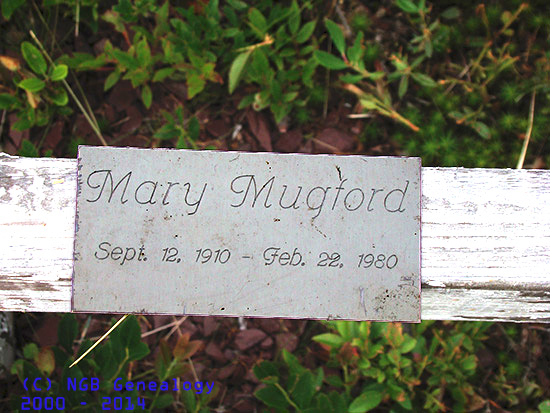 Mary Mugford
Sept. 12, 1910 - Feb. 22, 1980
(C) NGB Genealogy
2000 - 2014